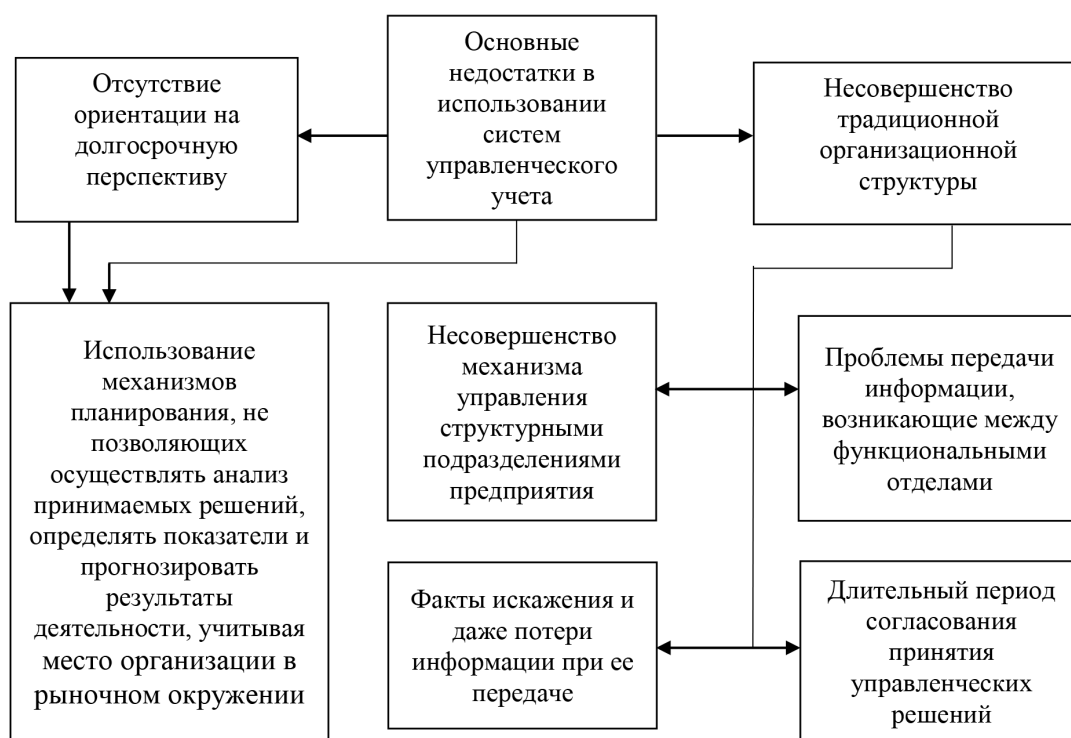 Отсутствие
ориентации на
долгосрочную
перспективу
Основные
недостатки в
использовании
систем
управленческого
учета
Несовершенство
традиционной
организационной
структуры
Использование
механизмов
планирования, не
позволяющих
осуществлять анализ
принимаемых решений,
определять показатели и
прогнозировать
результаты
деятельности, учитывая
место организации в
рыночном окружении
Несовершенство
механизма
управления
структурными
подразделениями
предприятия
Проблемы передачи
информации,
возникающие между
функциональными
отделами
Факты искажения и
даже потери
информации при ее
передаче
Длительный период
согласования
принятия
управленческих
решений